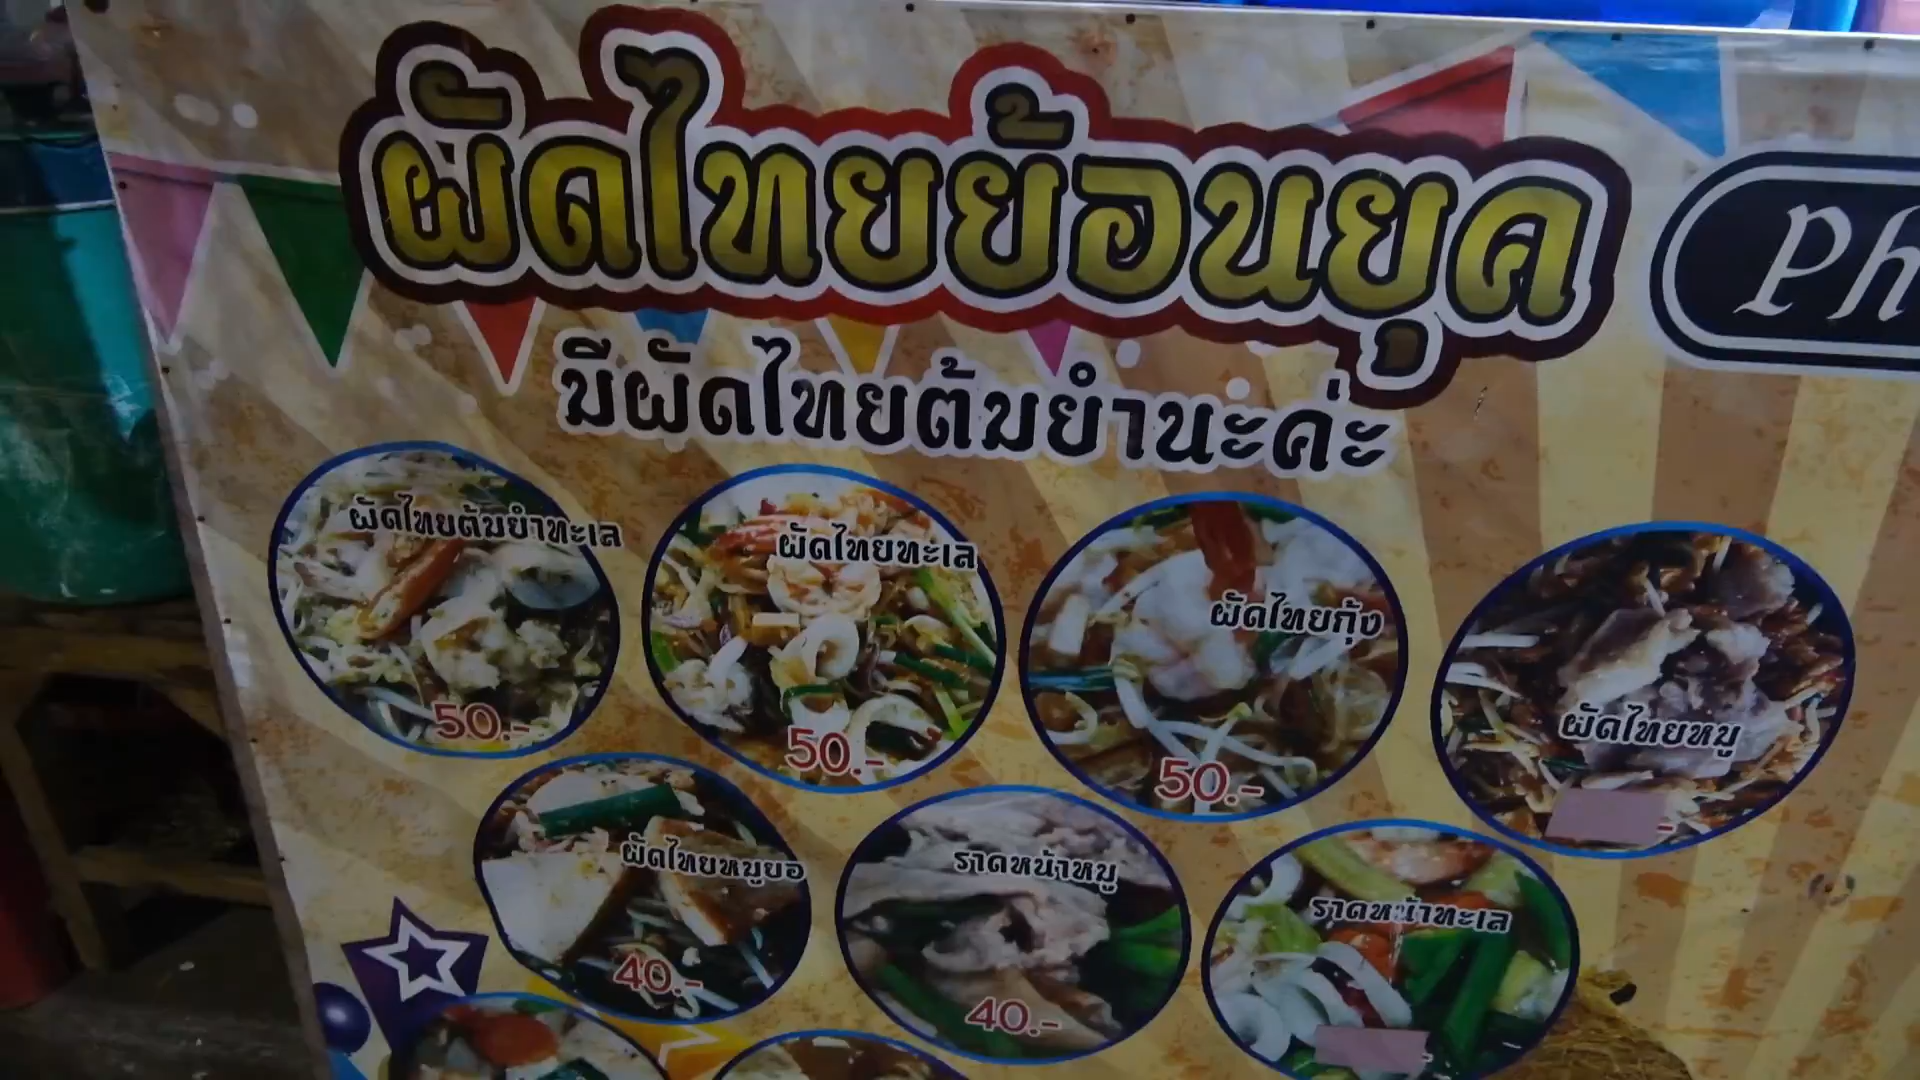 ผัดไทยย้อนยุค
Ph
มีผัดไทยต้มยำนะค่ะ
ผัดไทยต้มยำทะเล
50.-
ผัดไทยทะเล
50.-
ผัดไทยกุ้ง
50.-
ผัดไทยหมู
ผัดไทยหมูยอ
40.-
ราดหน้าหมู
40.-
ราดหน้าทะเล